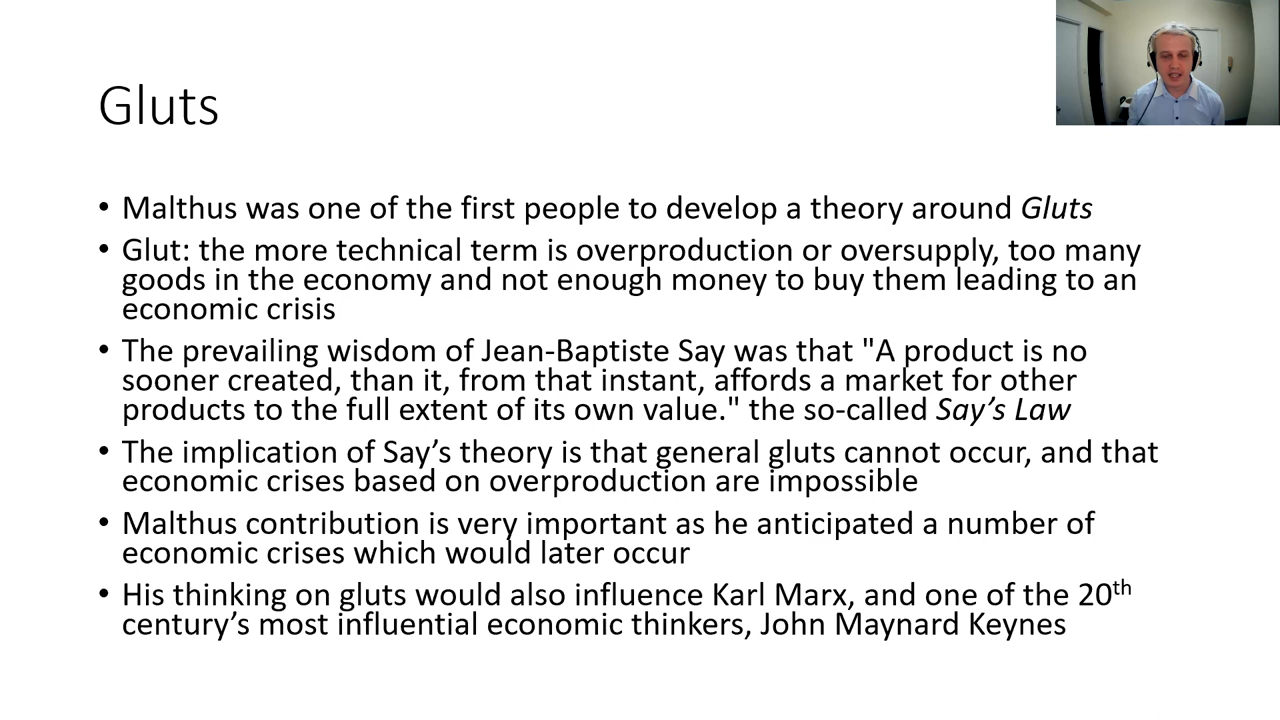 Gluts
• Malthus was one of the first people to develop a theory around Gluts
• Glut: the more technical term is overproduction or oversupply, too many
goods in the economy and not enough money to buy them leading to an
economic crisis
• The prevailing wisdom of Jean-Baptiste Say was that "A product is no
sooner created, than it, from that instant, affords a market for other
products to the full extent of its own value." the so-called Say’s Law
• The implication of Say’s theory is that general gluts cannot occur, and that
economic crises based on overproduction are impossible
• Malthus contribution is very important as he anticipated a number of
economic crises which would later occur
• His thinking on gluts would also influence Karl Marx, and one of the 20th
century’s most influential economic thinkers, John Maynard Keynes